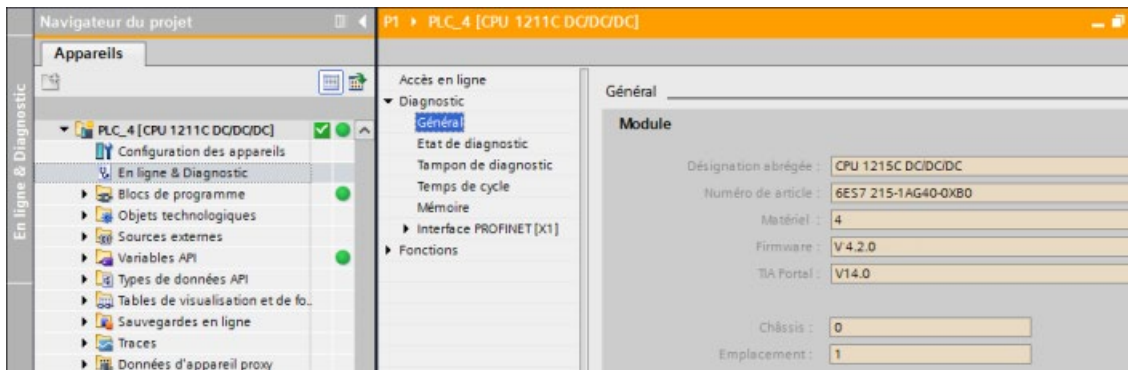 Navigateur du projet
Appareils
En ligne & Diagnostic
PLC_4 [CPU 1211C DC/DC/DC]
Configuration des appareils
En ligne & Diagnostic
Blocs de programme
Objets technologiques
Sources externes
Variables API
Types de données API
Tables de visualisation et de fo...
Sauvegardes en ligne
Traces
Données d'appareil proxy
P1 PLC_4 [CPU 1211C DC/DC/DC]
Accès en ligne
Diagnostic
Général
Etat de diagnostic
Tampon de diagnostic
Temps de cycle
Mémoire
Interface PROFINET [X1]
Fonctions
Général
Module
Désignation abrégée : CPU 1215C DC/DC/DC
Numéro de article : 6ES7 215-1AG40-0XB0
Matériel : 4
Firmware : V 4.2.0
TIA Portal : V14.0
Châssis : 0
Emplacement : 1